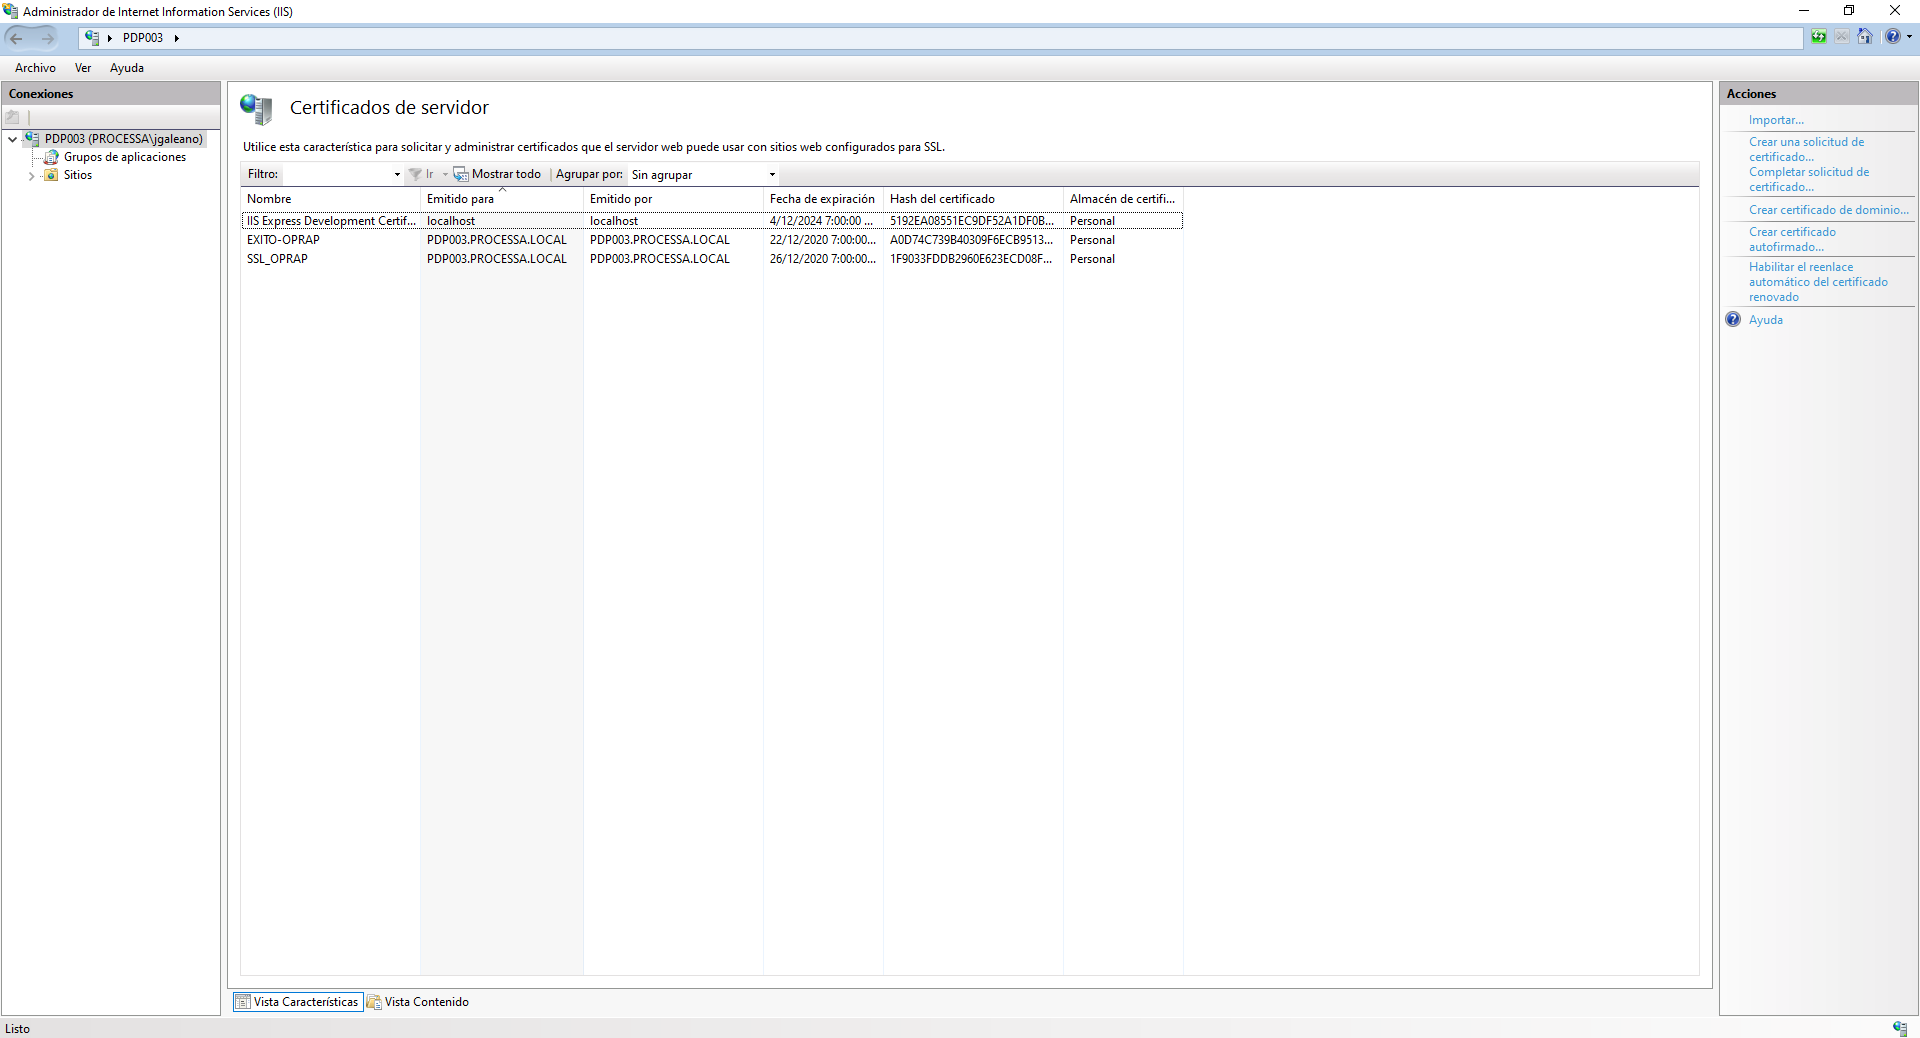 Administrador de Internet Information Services (IIS)
PDP003
Archivo Ver Ayuda
Conexiones
PDP003 (PROCESSA\jgaleano)
Grupos de aplicaciones
Sitios
Certificados de servidor
Utilice esta característica para solicitar y administrar certificados que el servidor web puede usar con sitios web configurados para SSL.
Filtro: Ir Mostrar todo Agrupar por: Sin agrupar
Nombre Emitido para Emitido por Fecha de expiración Hash del certificado Almacén de certifi...
IIS Express Development Certif... localhost localhost 4/12/2024 7:00:00 ... 5192EA08551EC9DF52A1DF0B... Personal
EXITO-OPRAP PDP003.PROCESSA.LOCAL PDP003.PROCESSA.LOCAL 22/12/2020 7:00:00... A0D74C739B40309F6ECB9513... Personal
SSL_OPRAP PDP003.PROCESSA.LOCAL PDP003.PROCESSA.LOCAL 26/12/2020 7:00:00... 1F9033FDDB2960E623ECD08F... Personal
Vista Características Vista Contenido
Acciones
Importar...
Crear una solicitud de
certificado...
Completar solicitud de
certificado...
Crear certificado de dominio...
Crear certificado
autofirmado...
Habilitar el reenlace
automático del certificado
renovado
Ayuda
Listo